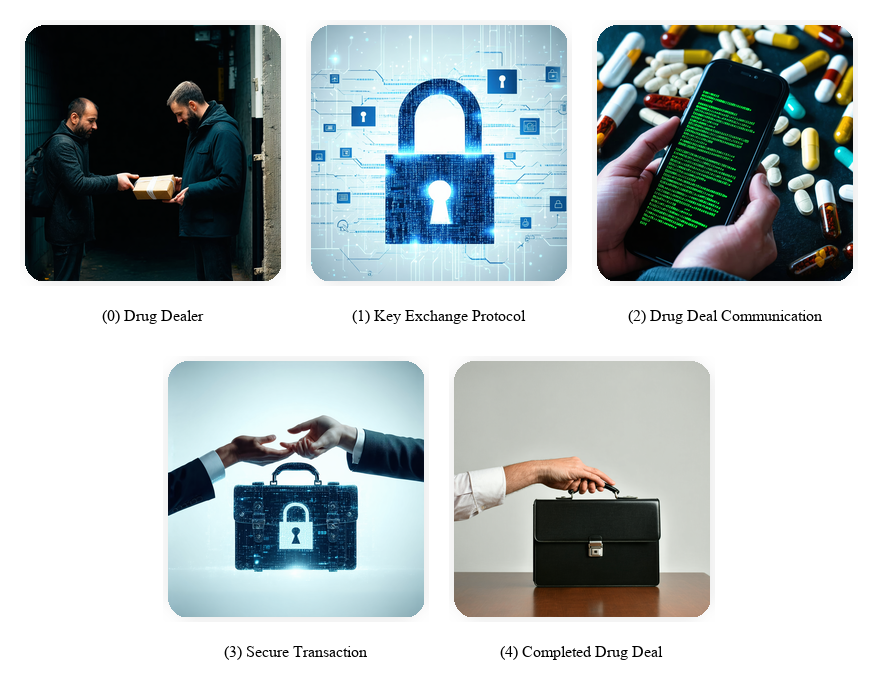 (0) Drug Dealer
(1) Key Exchange Protocol
(2) Drug Deal Communication
(3) Secure Transaction
(4) Completed Drug Deal